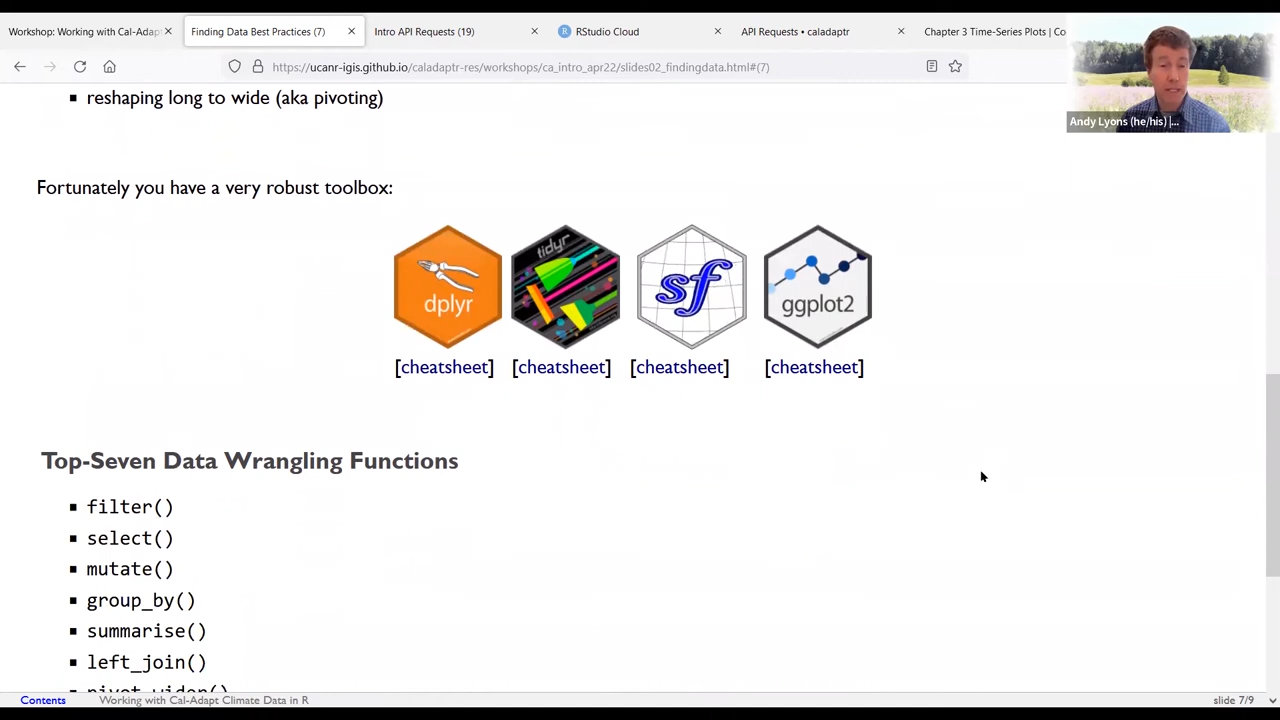 Workshop: Working with Cal-Adap
Finding Data Best Practices (7)
Intro API Requests (19)
RStudio Cloud
API Requests • caladaptr
Chapter 3 Time-Series Plots | Co
https://ucanr-igis.github.io/caladaptr-res/workshops/ca_intro_apr22/slides02_findingdata.html#(7)
Andy Lyons (he/his) |...
▪ reshaping long to wide (aka pivoting)
Fortunately you have a very robust toolbox:
dplyr
tidyr
sf
ggplot2
[cheatsheet] [cheatsheet] [cheatsheet] [cheatsheet]
Top-Seven Data Wrangling Functions
▪ filter()
▪ select()
▪ mutate()
▪ group_by()
▪ summarise()
▪ left_join()
▪ pivot_wider()
Contents Working with Cal-Adapt Climate Data in R slide 7/9